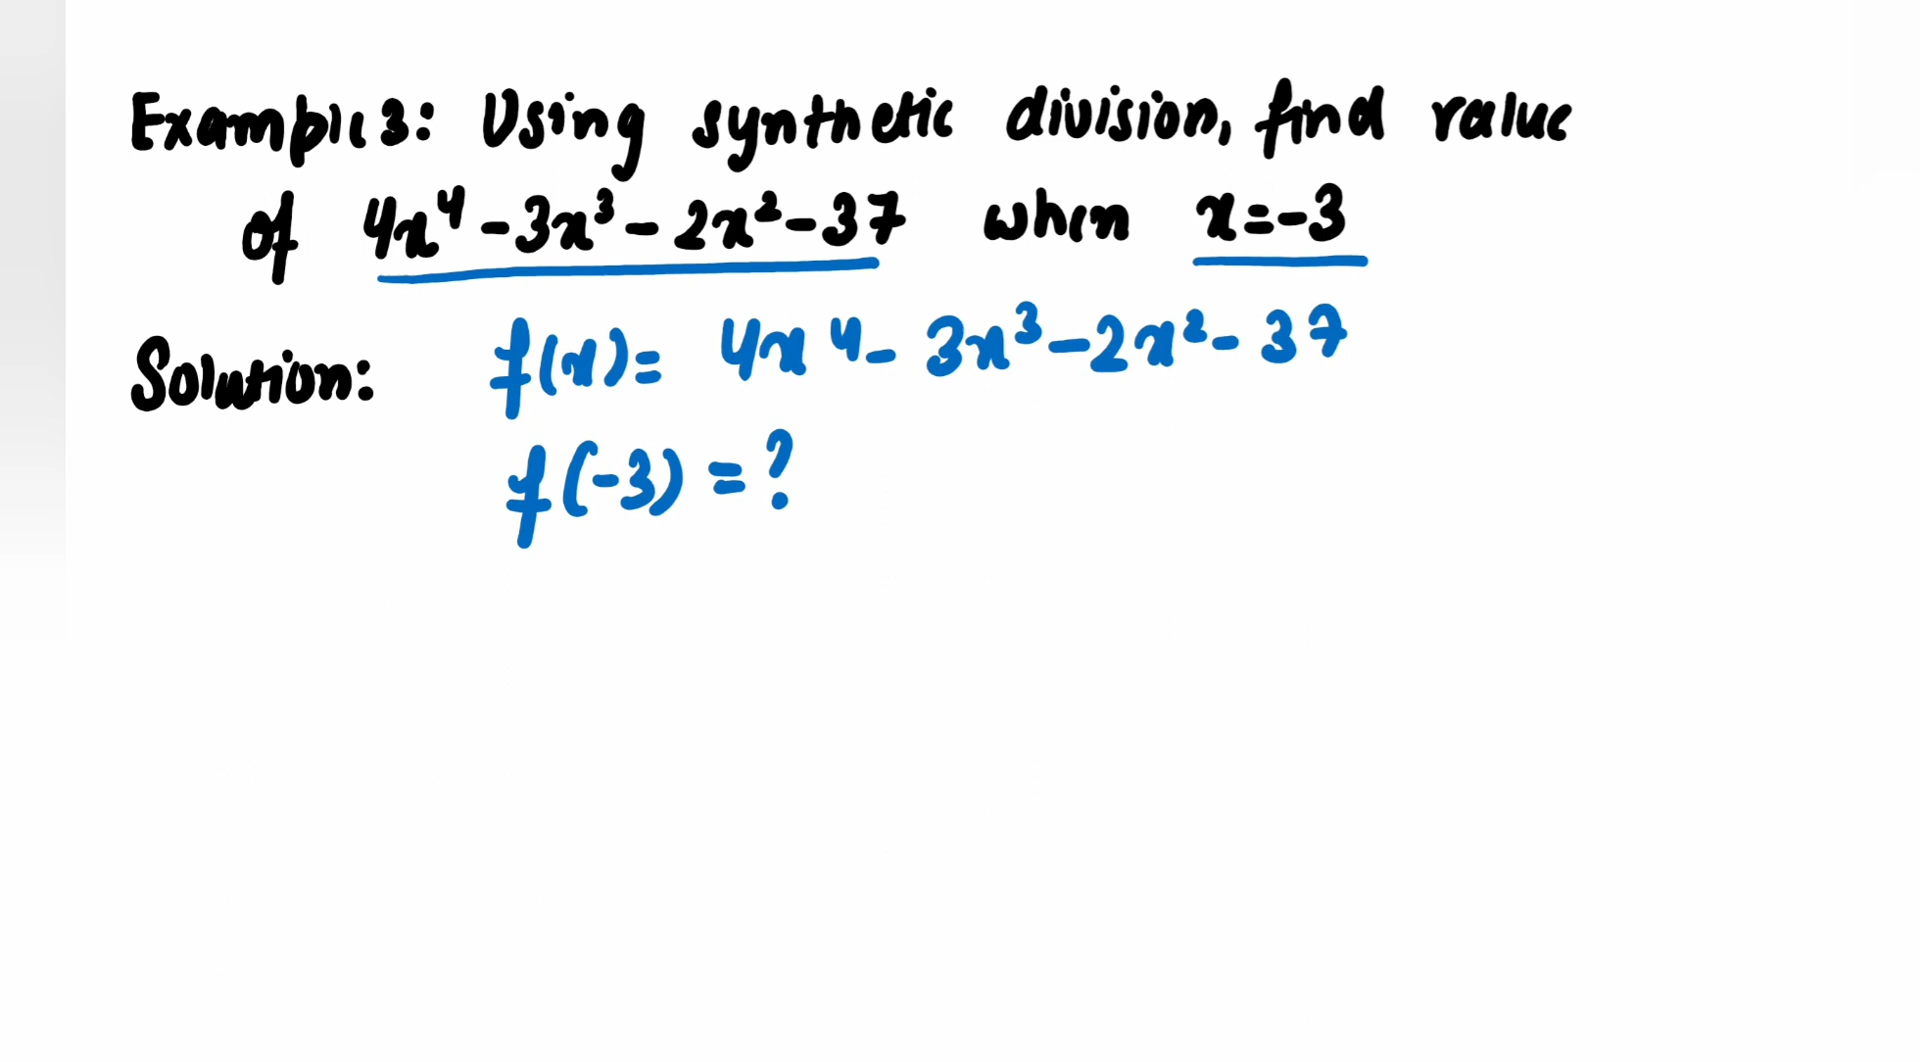 Example 3: Using synthetic division, find value
of 4x⁴ - 3x³ - 2x² - 37 when x = -3
Solution: f(x) = 4x⁴ - 3x³ - 2x² - 37
f(-3) = ?